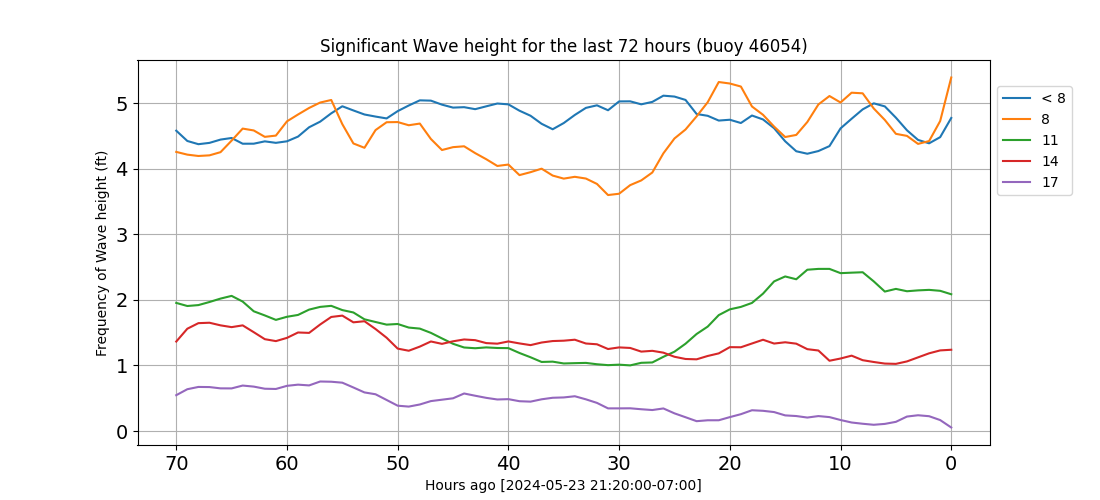 Significant Wave height for the last 72 hours (buoy 46054)
Frequency of Wave height (ft)
5
4
3
2
1
0
70 60 50 40 30 20 10 0
Hours ago [2024-05-23 21:20:00-07:00]
< 8
8
11
14
17